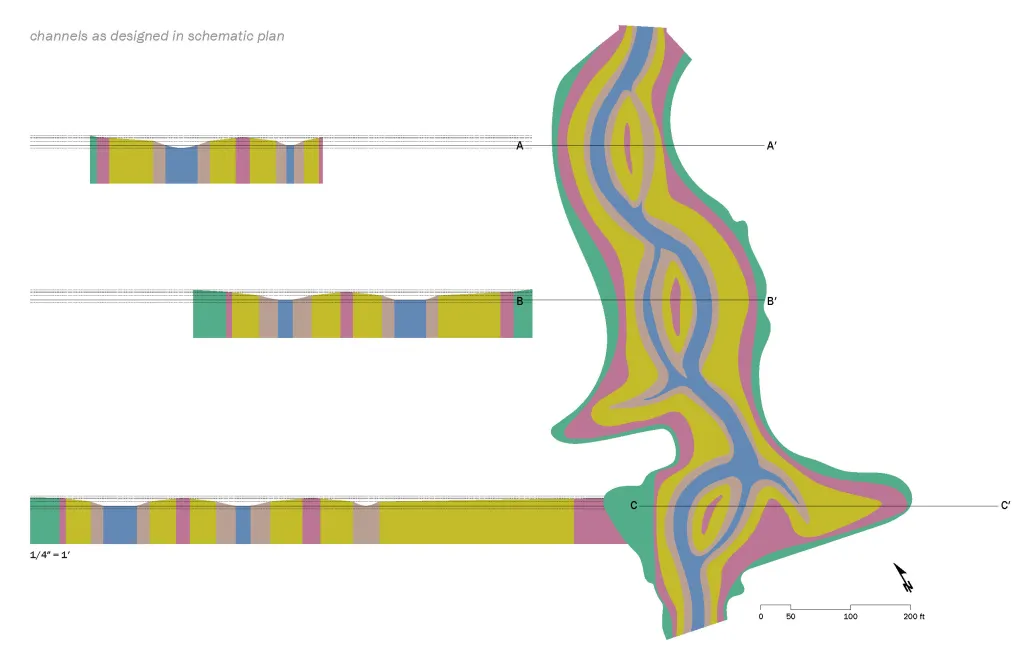 channels as designed in schematic plan
A
A'
B
B'
C
C'
1/4" = 1'
N
0 50 100 200 ft